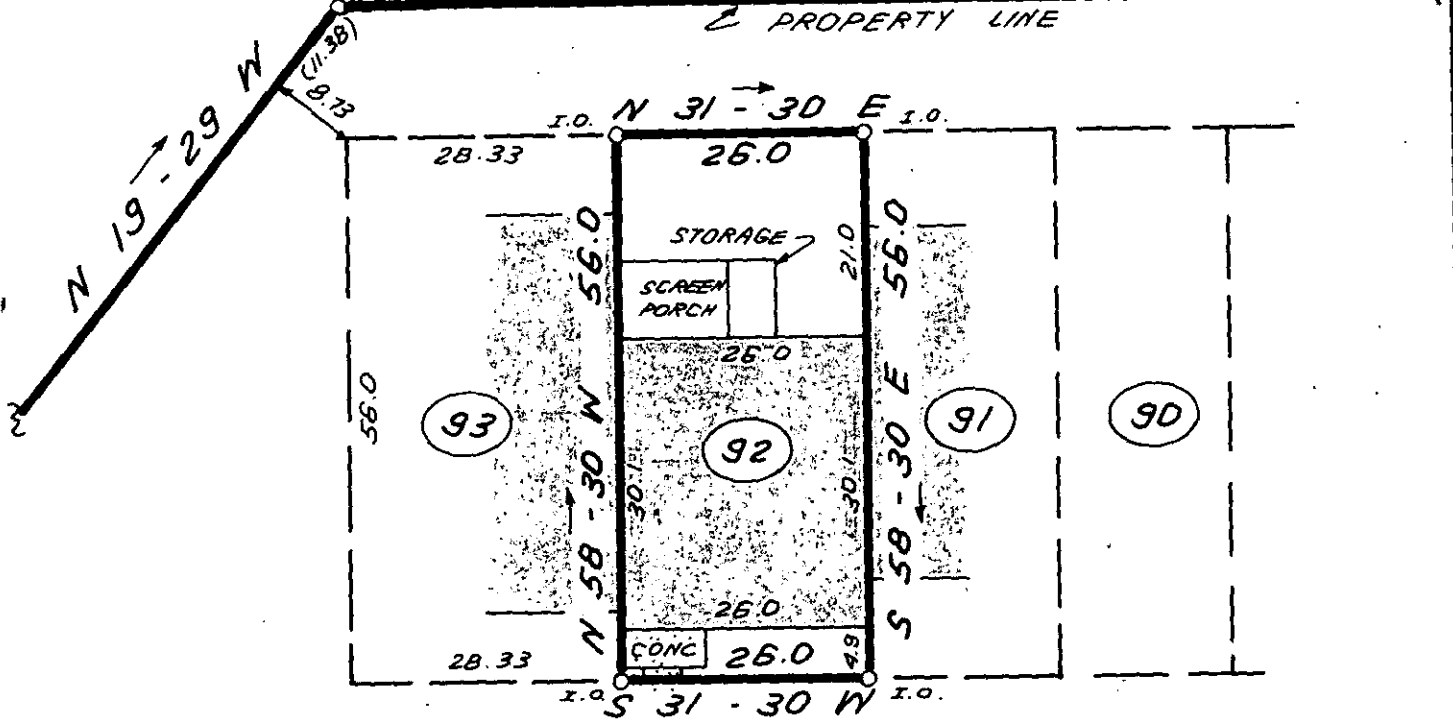 PROPERTY LINE
(11.38)
8.73
N 19-29 W
I.O.
N 31-30 E
I.O.
28.33
26.0
STORAGE
SCREEN
PORCH
56.0
N 58-30 W
56.0
21.0
S 58-30 E
56.0
26.0
93
92
91
90
30.1
30.1
26.0
CONC
26.0
4.9
28.33
I.O.
S 31-30 W
I.O.